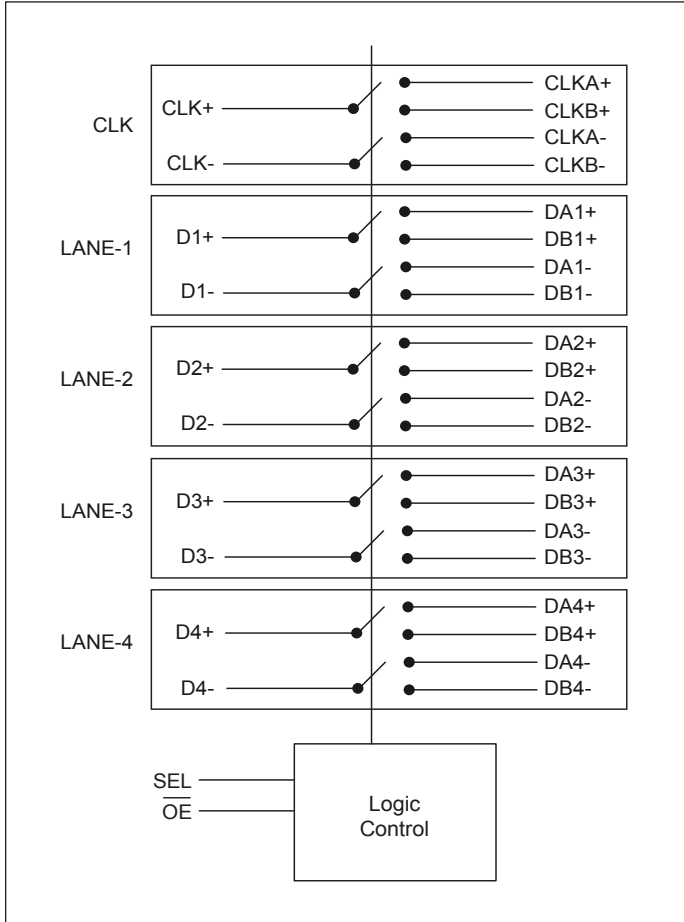 CLK
CLK+
CLK-
CLKA+
CLKB+
CLKA-
CLKB-
LANE-1
D1+
D1-
DA1+
DB1+
DA1-
DB1-
LANE-2
D2+
D2-
DA2+
DB2+
DA2-
DB2-
LANE-3
D3+
D3-
DA3+
DB3+
DA3-
DB3-
LANE-4
D4+
D4-
DA4+
DB4+
DA4-
DB4-
SEL
O̅E̅
Logic
Control